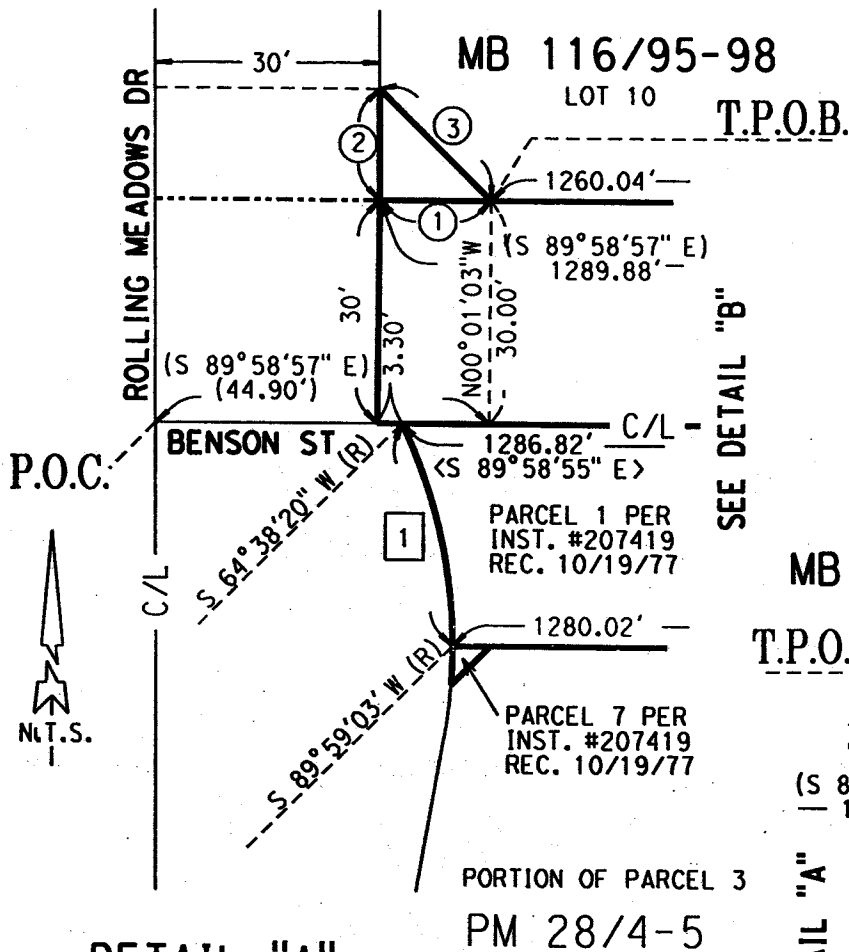 30'
MB 116/95-98
LOT 10
T.P.O.B.
ROLLING MEADOWS DR
2
3
1
1260.04'
(S 89°58'57" E)
1289.88'
N00°01'03"W
30.00'
30'
3.30'
(S 89°58'57" E)
(44.90')
SEE DETAIL "B"
BENSON ST
C/L
1286.82'
<S 89°58'55" E>
P.O.C.
S 64°38'20" W (R)
1
PARCEL 1 PER
INST. #207419
REC. 10/19/77
C/L
MB
1280.02'
T.P.O.
S 89°59'03' W (R)
PARCEL 7 PER
INST. #207419
REC. 10/19/77
N.T.S.
(S 8
1
PORTION OF PARCEL 3
PM 28/4-5
AIL "A"
DETAIL "A"